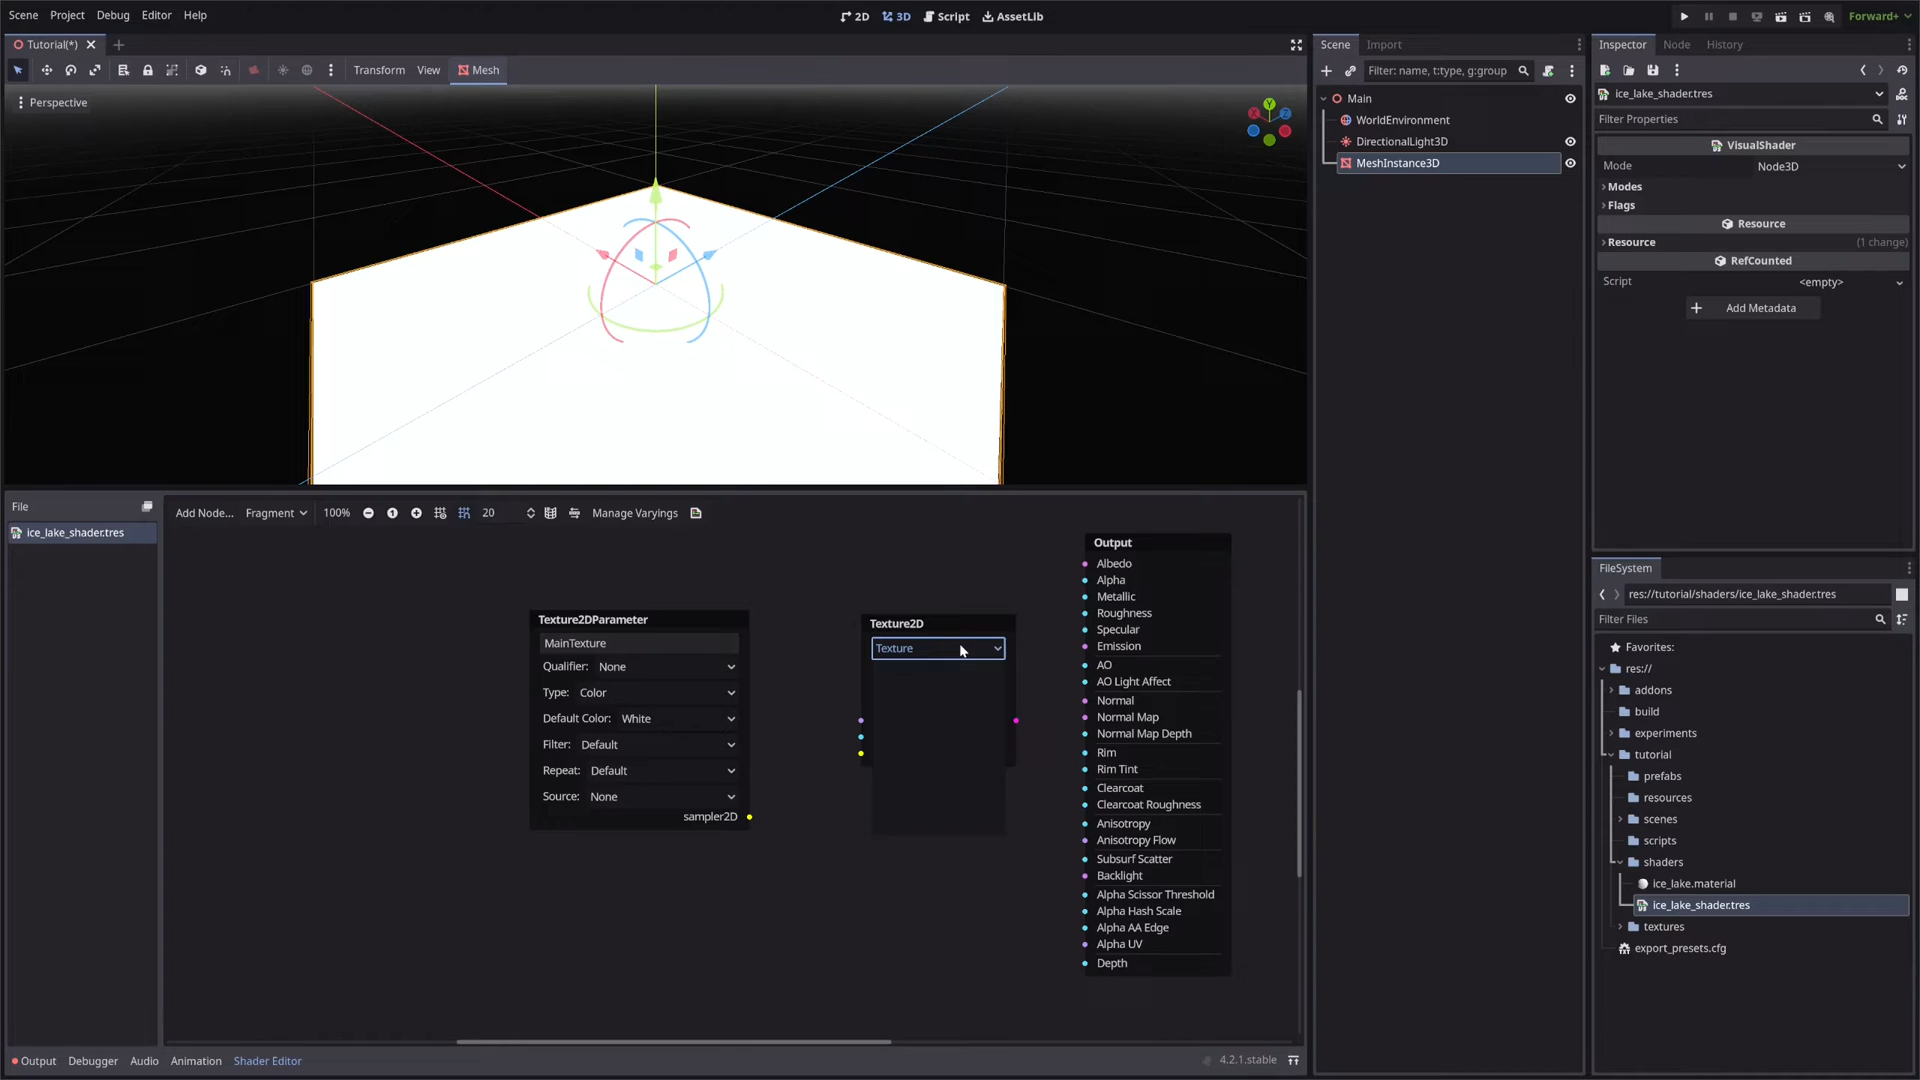 Scene Project Debug Editor Help
2D 3D Script AssetLib
Forward+
Tutorial(*)
Transform View Mesh
Perspective
Scene Import
Filter: name, t:type, g:group
Main
WorldEnvironment
DirectionalLight3D
MeshInstance3D
Inspector Node History
ice_lake_shader.tres
Filter Properties
VisualShader
Mode Node3D
Modes
Flags
Resource
Resource (1 change)
RefCounted
Script <empty>
Add Metadata
File
ice_lake_shader.tres
Add Node... Fragment 100% 20 Manage Varyings
Texture2DParameter
MainTexture
Qualifier: None
Type: Color
Default Color: White
Filter: Default
Repeat: Default
Source: None
sampler2D
Texture2D
Texture
Output
Albedo
Alpha
Metallic
Roughness
Specular
Emission
AO
AO Light Affect
Normal
Normal Map
Normal Map Depth
Rim
Rim Tint
Clearcoat
Clearcoat Roughness
Anisotropy
Anisotropy Flow
Subsurf Scatter
Backlight
Alpha Scissor Threshold
Alpha Hash Scale
Alpha AA Edge
Alpha UV
Depth
FileSystem
res://tutorial/shaders/ice_lake_shader.tres
Filter Files
Favorites:
res://
addons
build
experiments
tutorial
prefabs
resources
scenes
scripts
shaders
ice_lake.material
ice_lake_shader.tres
textures
export_presets.cfg
Output Debugger Audio Animation Shader Editor
4.2.1.stable